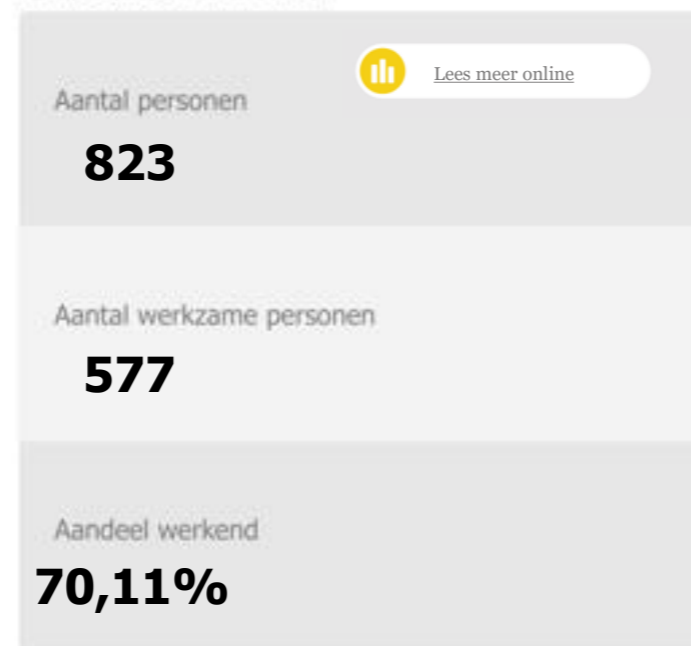 Lees meer online
Aantal personen
823
Aantal werkzame personen
577
Aandeel werkend
70,11%